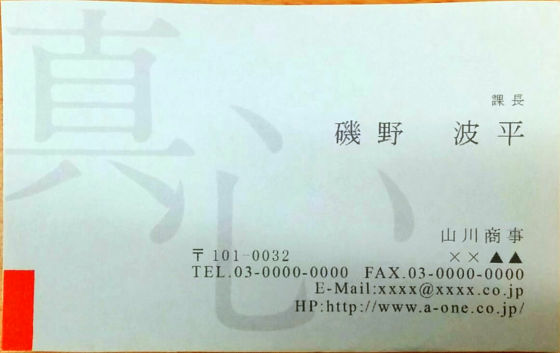 真心
課長
磯野 波平
山川商事
〒101-0032 ××▲▲
TEL.03-0000-0000 FAX.03-0000-0000
E-Mail:xxxx@xxxx.co.jp
HP:http://www.a-one.co.jp/